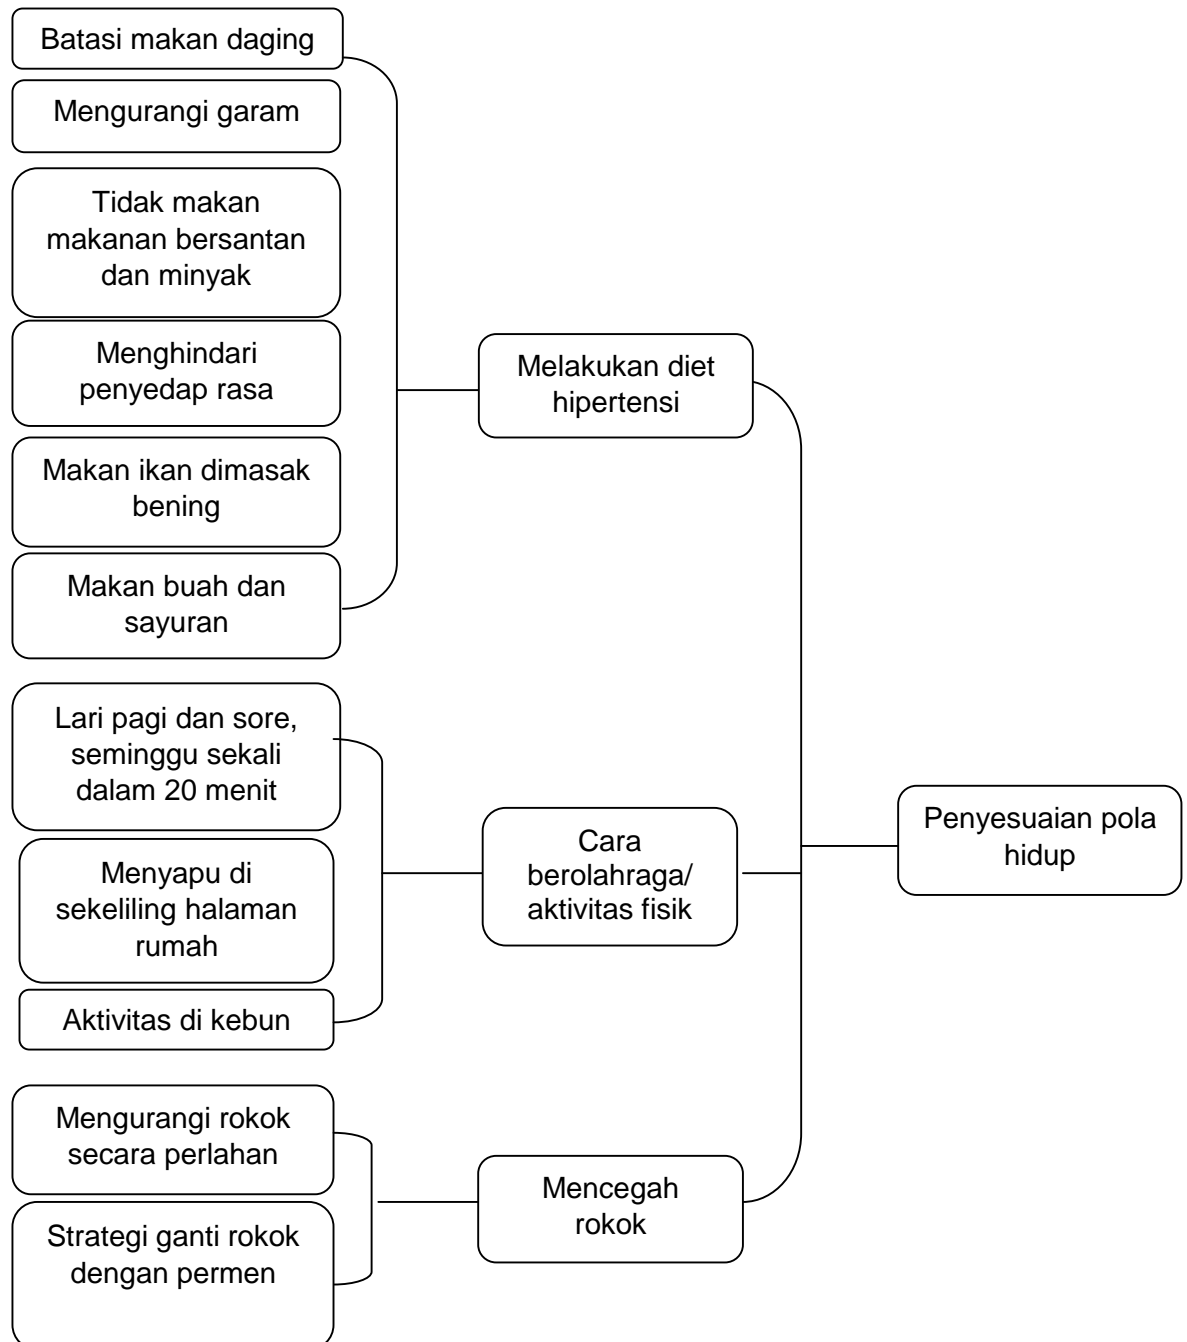 Batasi makan daging
Mengurangi garam
Tidak makan
makanan bersantan
dan minyak
Menghindari
penyedap rasa
Makan ikan dimasak
bening
Makan buah dan
sayuran
Melakukan diet
hipertensi
Lari pagi dan sore,
seminggu sekali
dalam 20 menit
Menyapu di
sekeliling halaman
rumah
Aktivitas di kebun
Cara
berolahraga/
aktivitas fisik
Mengurangi rokok
secara perlahan
Strategi ganti rokok
dengan permen
Mencegah
rokok
Penyesuaian pola
hidup